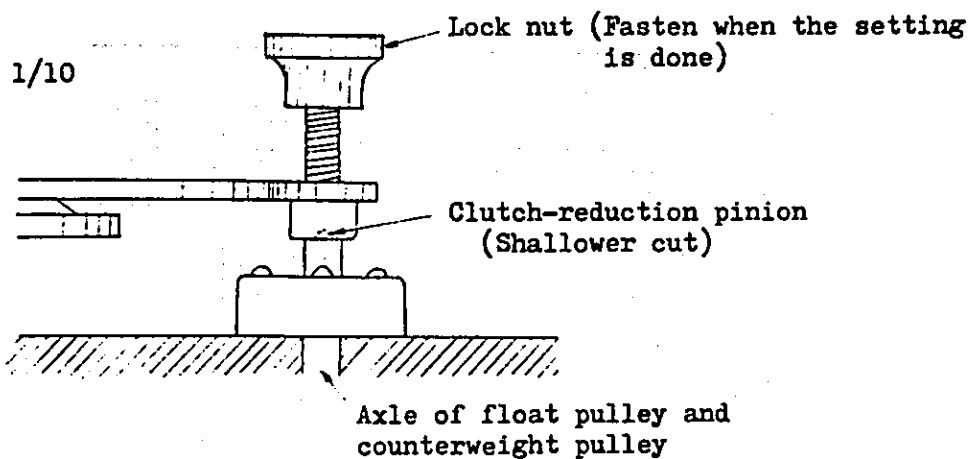 Lock nut (Fasten when the setting
is done)
1/10
Clutch-reduction pinion
(Shallower cut)
Axle of float pulley and
counterweight pulley